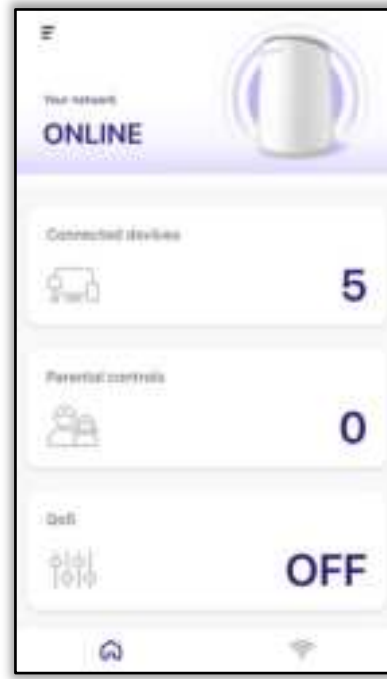 Your network
ONLINE
Connected devices
5
Parental controls
0
QoS
OFF